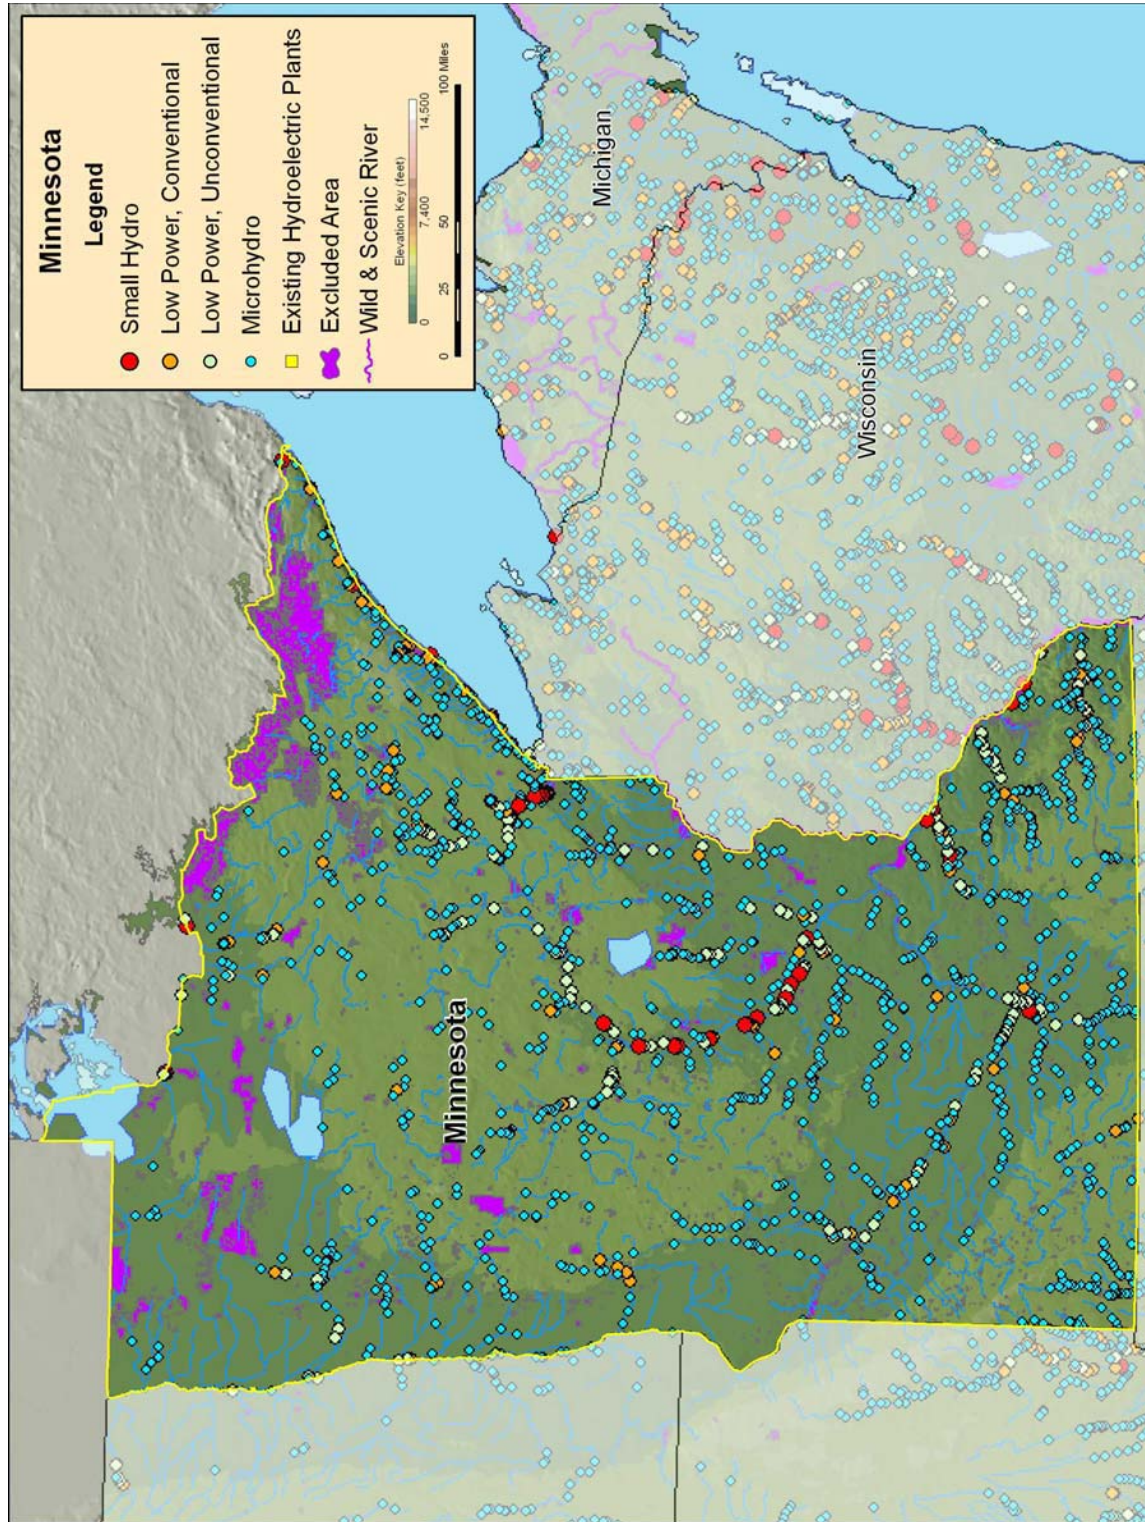 Minnesota
Legend
Small Hydro
Low Power, Conventional
Low Power, Unconventional
Microhydro
Existing Hydroelectric Plants
Excluded Area
Wild & Scenic River
Elevation Key (feet)
0 7,400 14,500
0 25 50 100 Miles
Minnesota
Michigan
Wisconsin